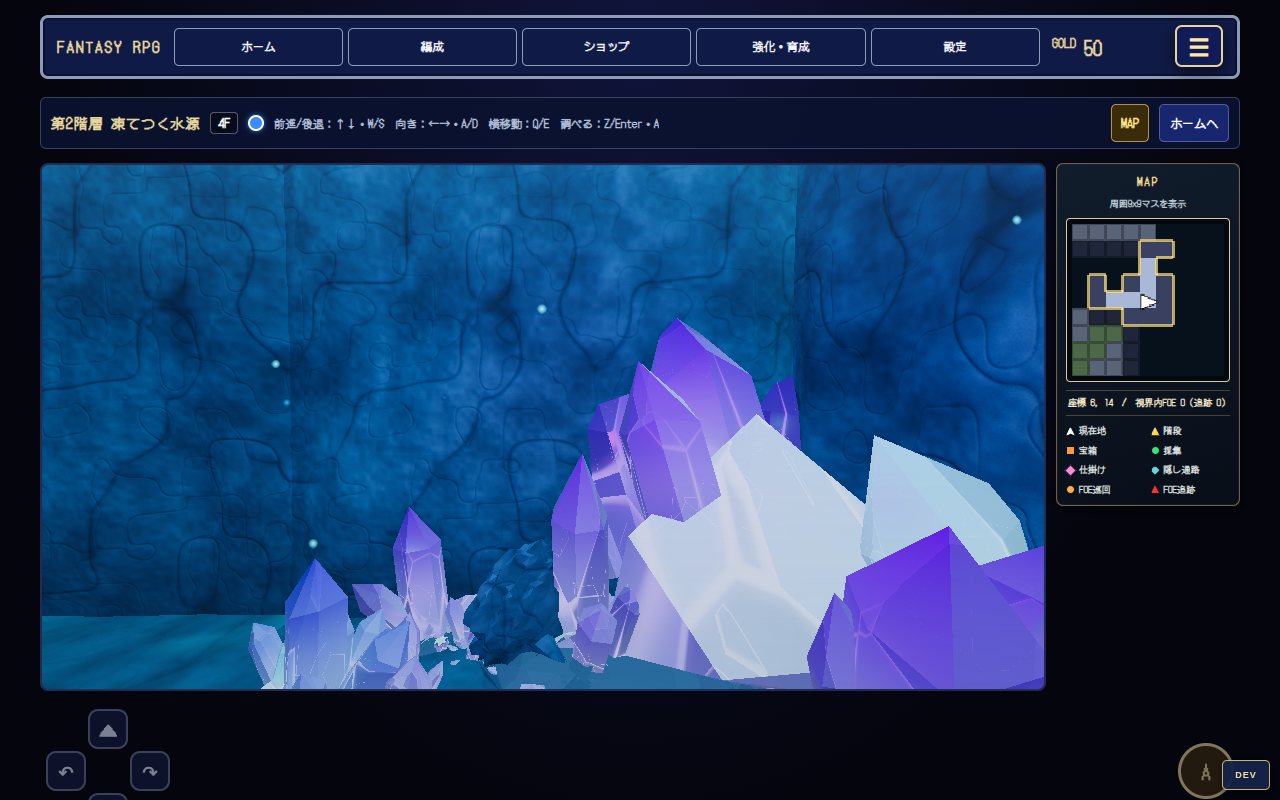 FANTASY RPG
ホーム
編成
ショップ
強化・育成
設定
GOLD 50
第2階層 凍てつく水源
4F
前進/後退：↑↓・W/S 向き：←→・A/D 横移動：Q/E 調べる：Z/Enter・A
MAP
ホームへ
MAP
周囲9x9マスを表示
座標 6, 14 / 視界内FOE 0（追跡 0）
現在地
階段
宝箱
採集
仕掛け
隠し通路
FOE巡回
FOE追跡
A
DEV